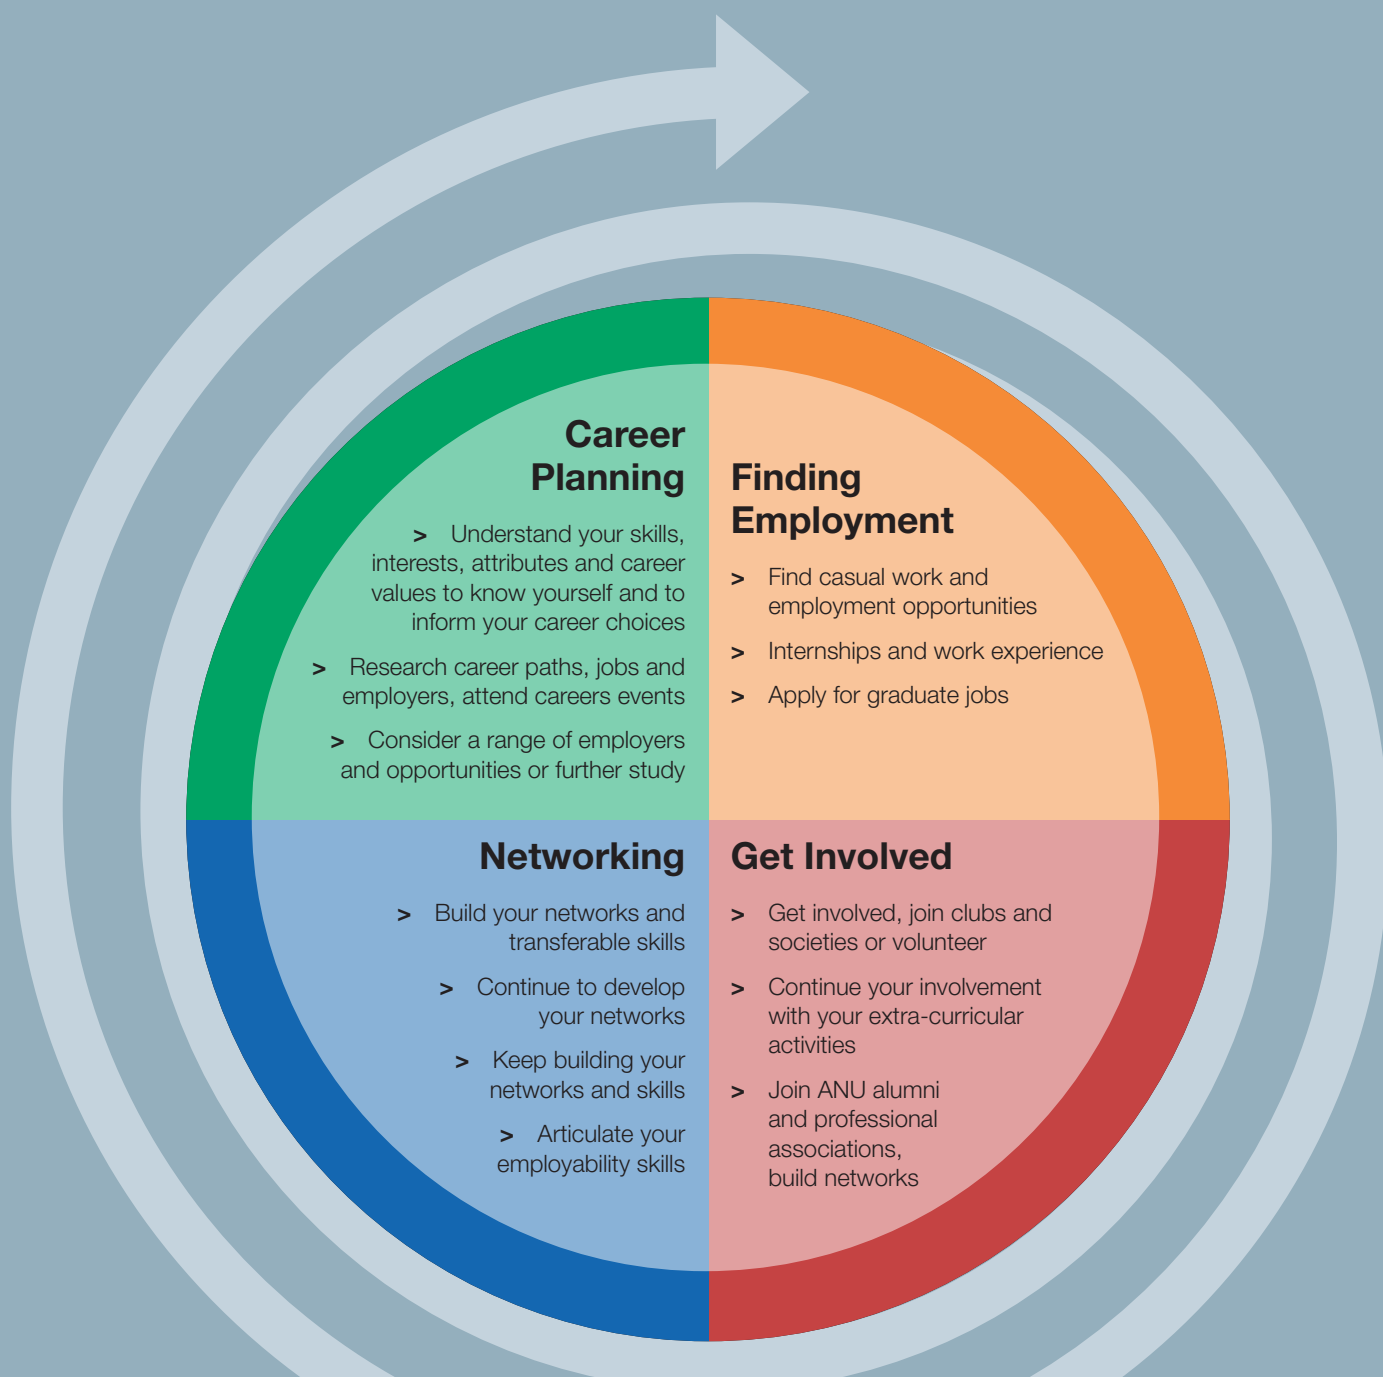 Career
Planning
> Understand your skills,
interests, attributes and career
values to know yourself and to
inform your career choices
> Research career paths, jobs and
employers, attend careers events
> Consider a range of employers
and opportunities or further study
Finding
Employment
> Find casual work and
employment opportunities
> Internships and work experience
> Apply for graduate jobs
Networking
> Build your networks and
transferable skills
> Continue to develop
your networks
> Keep building your
networks and skills
> Articulate your
employability skills
Get Involved
> Get involved, join clubs and
societies or volunteer
> Continue your involvement
with your extra-curricular
activities
> Join ANU alumni
and professional
associations,
build networks